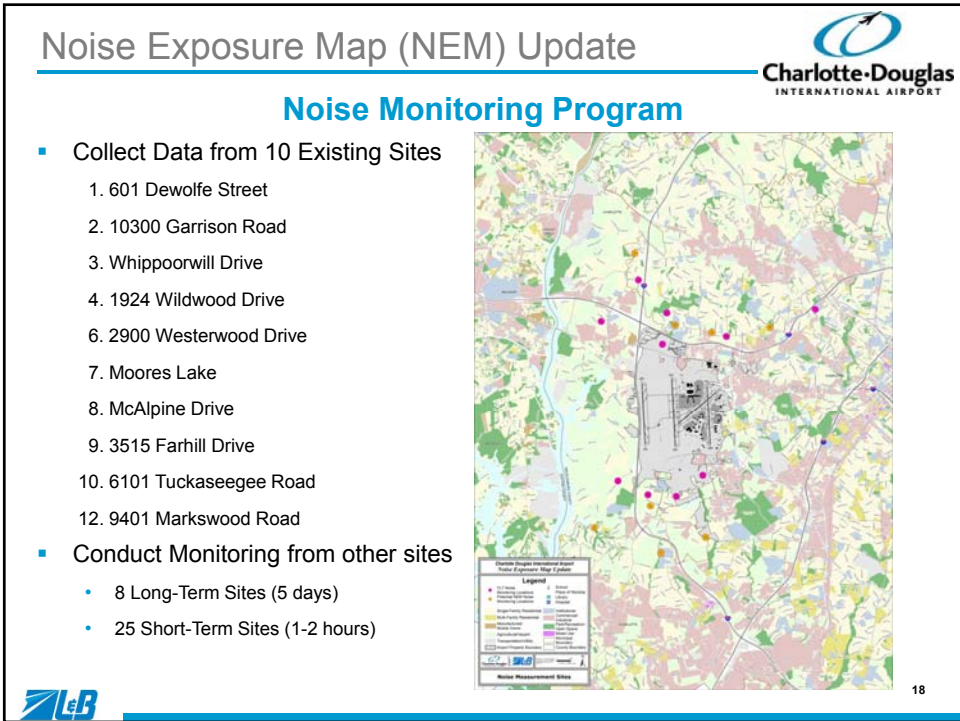 Noise Exposure Map (NEM) Update
Charlotte•Douglas
INTERNATIONAL AIRPORT
Noise Monitoring Program
Collect Data from 10 Existing Sites
1. 601 Dewolfe Street
2. 10300 Garrison Road
3. Whippoorwill Drive
4. 1924 Wildwood Drive
6. 2900 Westerwood Drive
7. Moores Lake
8. McAlpine Drive
9. 3515 Farhill Drive
10. 6101 Tuckaseegee Road
12. 9401 Markswood Road
Conduct Monitoring from other sites
• 8 Long-Term Sites (5 days)
• 25 Short-Term Sites (1-2 hours)
Charlotte Douglas International Airport
Noise Exposure Map Update
Legend
Noise Measurement Sites
L&B
18